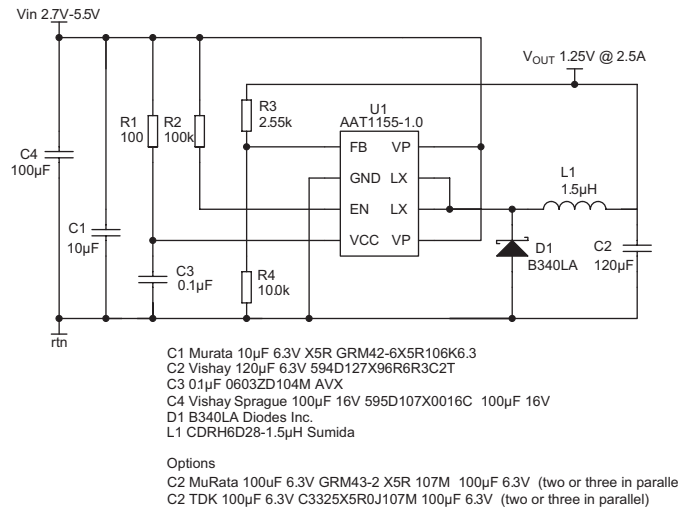 Vin 2.7V-5.5V
VOUT 1.25V @ 2.5A
R1
100
R2
100k
R3
2.55k
U1
AAT1155-1.0
FB VP
GND LX
EN LX
VCC VP
C4
100µF
C1
10µF
C3
0.1µF
R4
10.0k
L1
1.5µH
D1
B340LA
C2
120µF
rtn
C1 Murata 10µF 6.3V X5R GRM42-6X5R106K6.3
C2 Vishay 120µF 6.3V 594D127X96R6R3C2T
C3 0.1µF 0603ZD104M AVX
C4 Vishay Sprague 100µF 16V 595D107X0016C 100µF 16V
D1 B340LA Diodes Inc.
L1 CDRH6D28-1.5µH Sumida
Options
C2 MuRata 100uF 6.3V GRM43-2 X5R 107M 100µF 6.3V (two or three in paralle
C2 TDK 100µF 6.3V C3325X5R0J107M 100µF 6.3V (two or three in parallel)